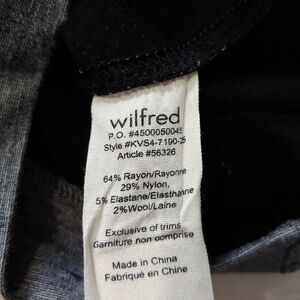 wilfred
P.O. #4500050045
Style #KVS4-7190-25
Article #56326
64% Rayon/Rayonne
29% Nylon,
5% Elastane/Elasthanne
2% Wool/Laine
Exclusive of trims
Garniture non comprise
Made in China
Fabriqué en Chine